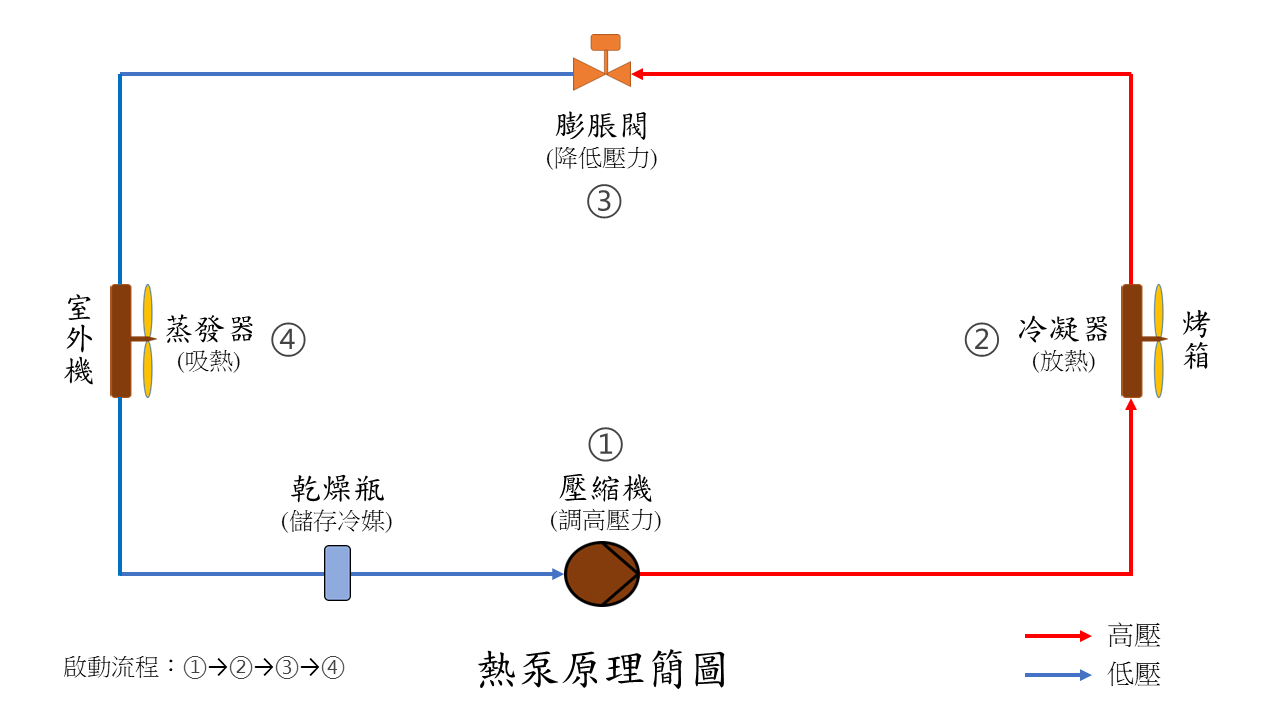 膨脹閥
(降低壓力)
③
室外機
蒸發器
(吸熱)
④
②
冷凝器
(放熱)
烤箱
①
乾燥瓶
(儲存冷媒)
壓縮機
(調高壓力)
高壓
低壓
啟動流程：①→②→③→④
熱泵原理簡圖